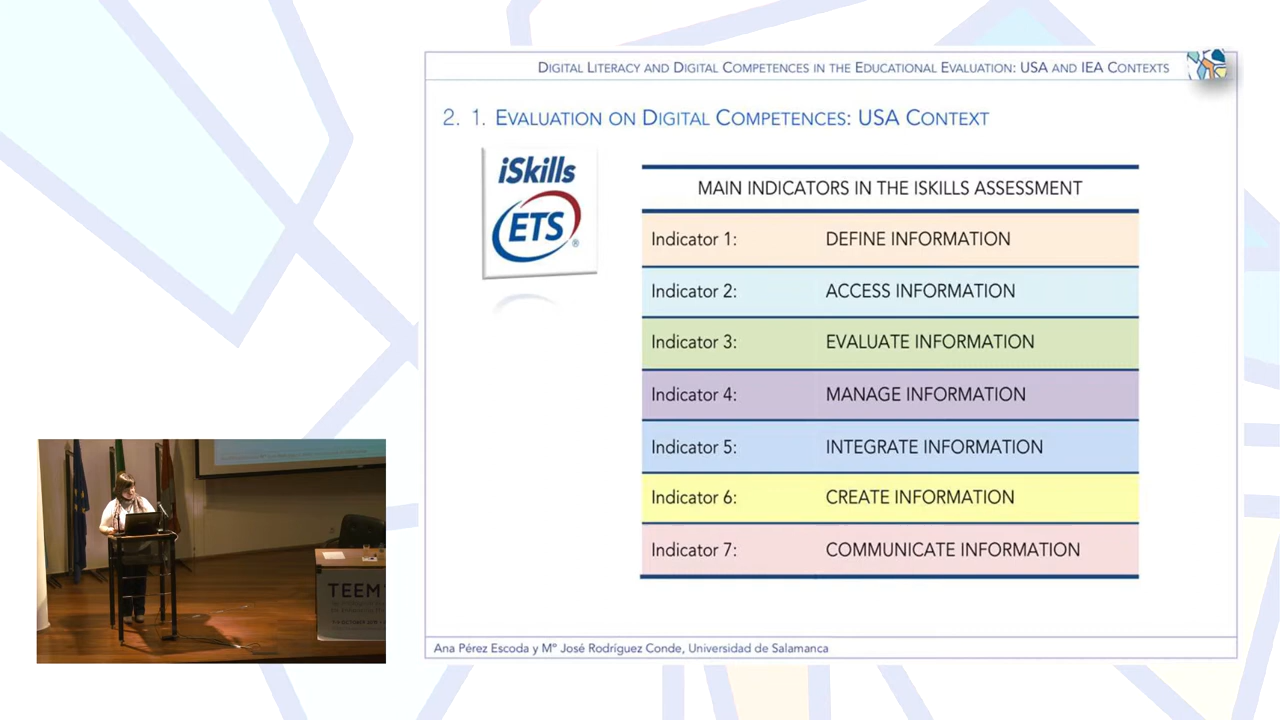 DIGITAL LITERACY AND DIGITAL COMPETENCES IN THE EDUCATIONAL EVALUATION: USA AND IEA CONTEXTS
2. 1. EVALUATION ON DIGITAL COMPETENCES: USA CONTEXT
iSkills
ETS®
MAIN INDICATORS IN THE ISKILLS ASSESSMENT
Indicator 1: DEFINE INFORMATION
Indicator 2: ACCESS INFORMATION
Indicator 3: EVALUATE INFORMATION
Indicator 4: MANAGE INFORMATION
Indicator 5: INTEGRATE INFORMATION
Indicator 6: CREATE INFORMATION
Indicator 7: COMMUNICATE INFORMATION
TEEM
Ana Pérez Escoda y Mº José Rodríguez Conde, Universidad de Salamanca